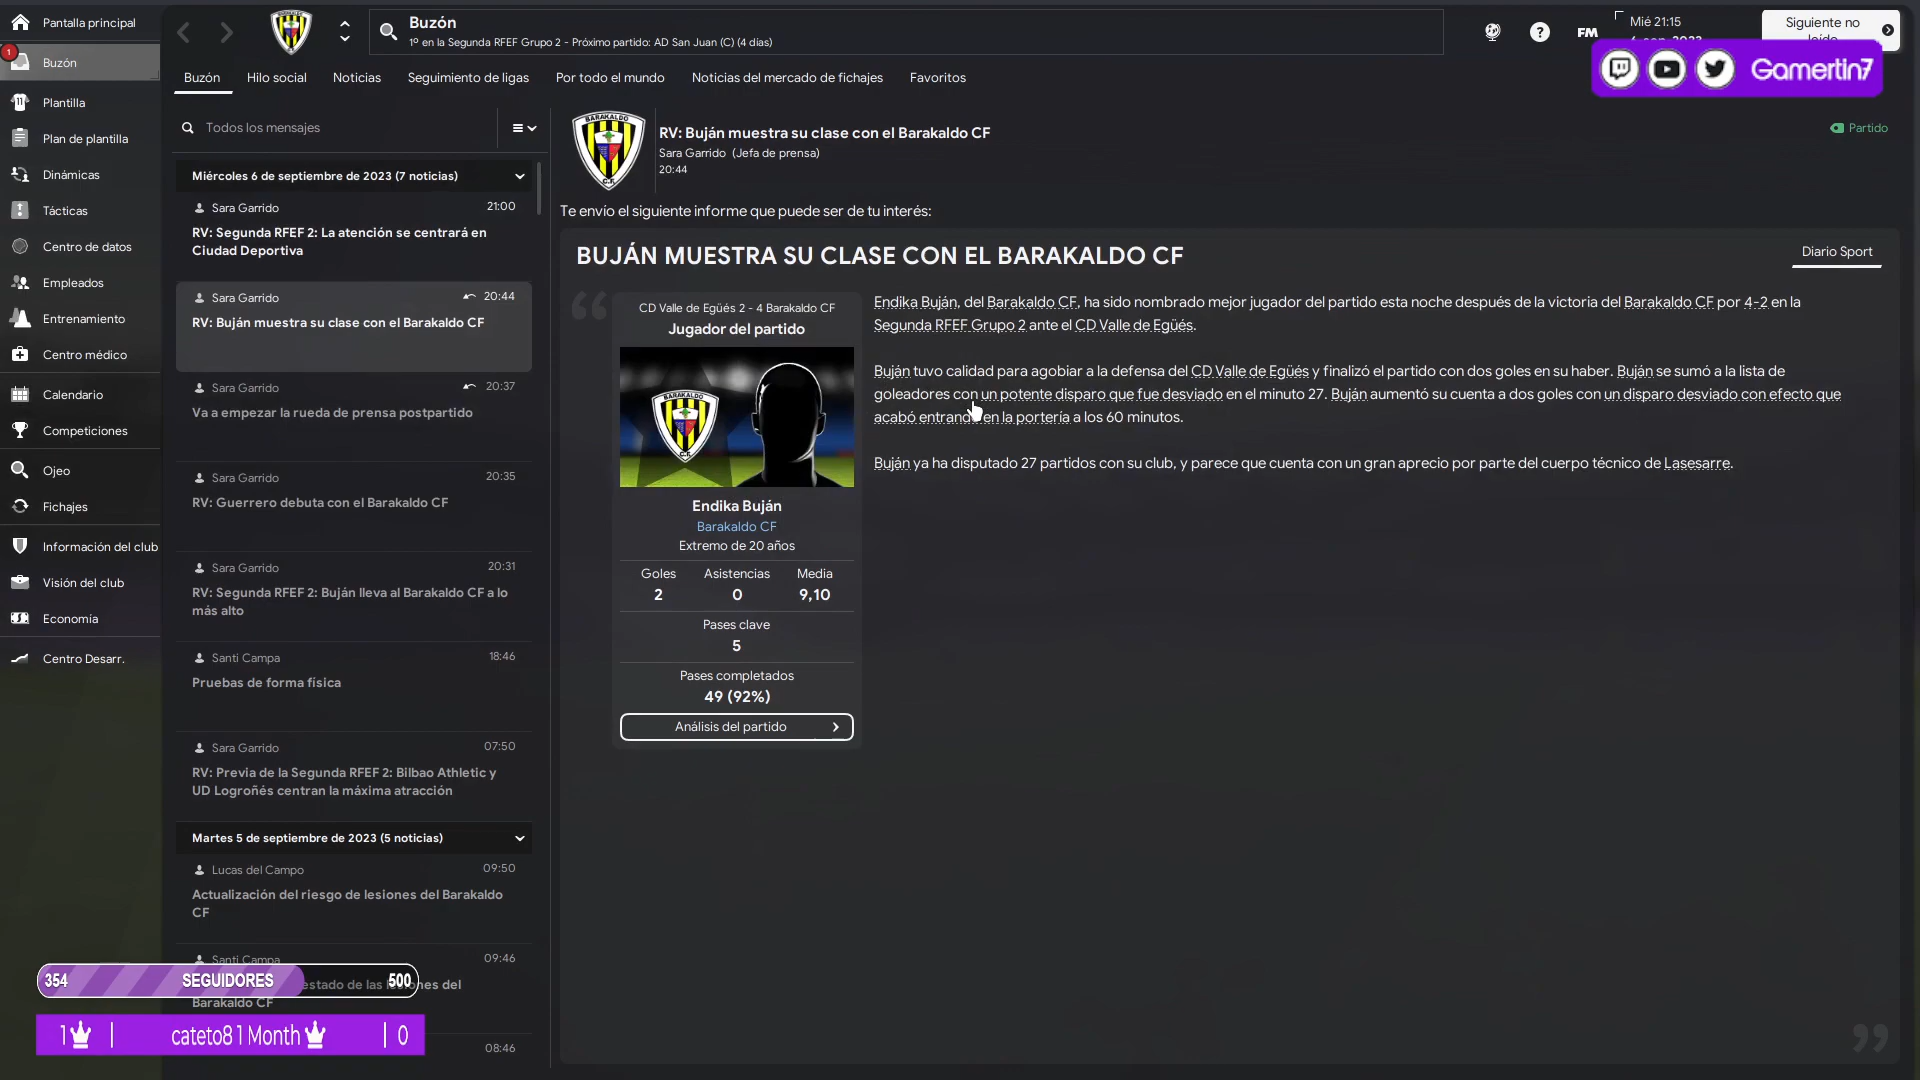 Pantalla principal
1
Buzón
Plantilla
Plan de plantilla
Dinámicas
Tácticas
Centro de datos
Empleados
Entrenamiento
Centro médico
Calendario
Competiciones
Ojeo
Fichajes
Información del club
Visión del club
Economía
Centro Desarr.
Buzón
1º en la Segunda RFEF Grupo 2 - Próximo partido: AD San Juan (C) (4 días)
FM
Mié 21:15
Siguiente no
Gamertin7
Buzón
Hilo social
Noticias
Seguimiento de ligas
Por todo el mundo
Noticias del mercado de fichajes
Favoritos
Todos los mensajes
Miércoles 6 de septiembre de 2023 (7 noticias)
Sara Garrido 21:00
RV: Segunda RFEF 2: La atención se centrará en
Ciudad Deportiva
Sara Garrido 20:44
RV: Buján muestra su clase con el Barakaldo CF
Sara Garrido 20:37
Va a empezar la rueda de prensa postpartido
Sara Garrido 20:35
RV: Guerrero debuta con el Barakaldo CF
Sara Garrido 20:31
RV: Segunda RFEF 2: Buján lleva al Barakaldo CF a lo
más alto
Santi Campa 18:46
Pruebas de forma física
Sara Garrido 07:50
RV: Previa de la Segunda RFEF 2: Bilbao Athletic y
UD Logroñés centran la máxima atracción
Martes 5 de septiembre de 2023 (5 noticias)
Lucas del Campo 09:50
Actualización del riesgo de lesiones del Barakaldo
CF
Santi Campa 09:46
estado de las lesiones del
Barakaldo CF
08:46
354 SEGUIDORES 500
1 cateto8 1 Month 0
RV: Buján muestra su clase con el Barakaldo CF
Sara Garrido (Jefa de prensa)
20:44
Partido
Te envío el siguiente informe que puede ser de tu interés:
BUJÁN MUESTRA SU CLASE CON EL BARAKALDO CF
Diario Sport
CD Valle de Egüés 2 - 4 Barakaldo CF
Jugador del partido
Endika Buján
Barakaldo CF
Extremo de 20 años
Goles Asistencias Media
2 0 9,10
Pases clave
5
Pases completados
49 (92%)
Análisis del partido
Endika Buján, del Barakaldo CF, ha sido nombrado mejor jugador del partido esta noche después de la victoria del Barakaldo CF por 4-2 en la
Segunda RFEF Grupo 2 ante el CD Valle de Egüés.
Buján tuvo calidad para agobiar a la defensa del CD Valle de Egüés y finalizó el partido con dos goles en su haber. Buján se sumó a la lista de
goleadores con un potente disparo que fue desviado en el minuto 27. Buján aumentó su cuenta a dos goles con un disparo desviado con efecto que
acabó entrando en la portería a los 60 minutos.
Buján ya ha disputado 27 partidos con su club, y parece que cuenta con un gran aprecio por parte del cuerpo técnico de Lasesarre.